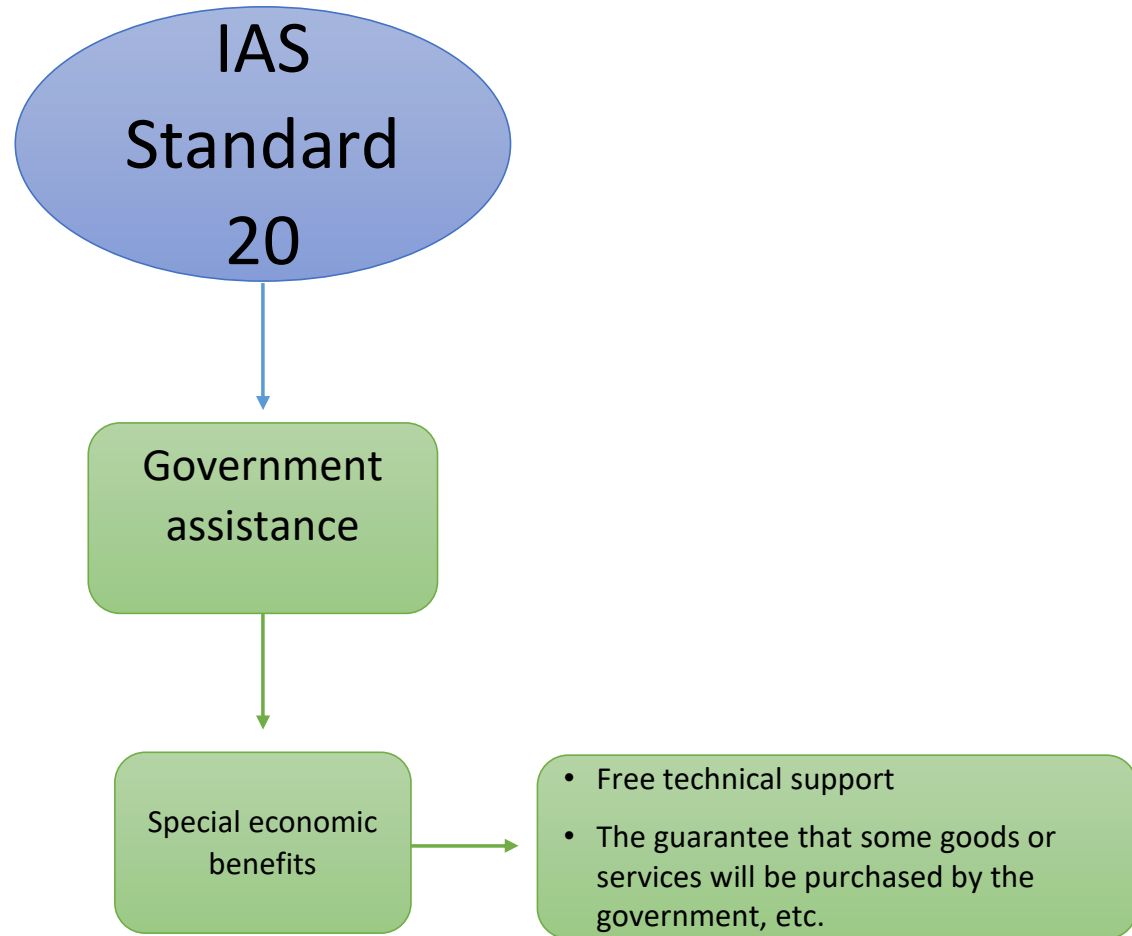 IAS
Standard
20
Government
assistance
Special economic
benefits
• Free technical support
• The guarantee that some goods or
services will be purchased by the
government, etc.